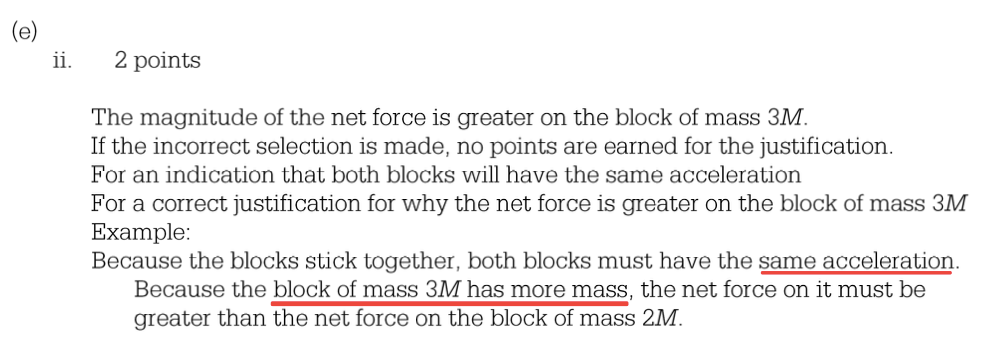 (e)
ii. 2 points
The magnitude of the net force is greater on the block of mass 3M.
If the incorrect selection is made, no points are earned for the justification.
For an indication that both blocks will have the same acceleration
For a correct justification for why the net force is greater on the block of mass 3M
Example:
Because the blocks stick together, both blocks must have the same acceleration.
Because the block of mass 3M has more mass, the net force on it must be
greater than the net force on the block of mass 2M.